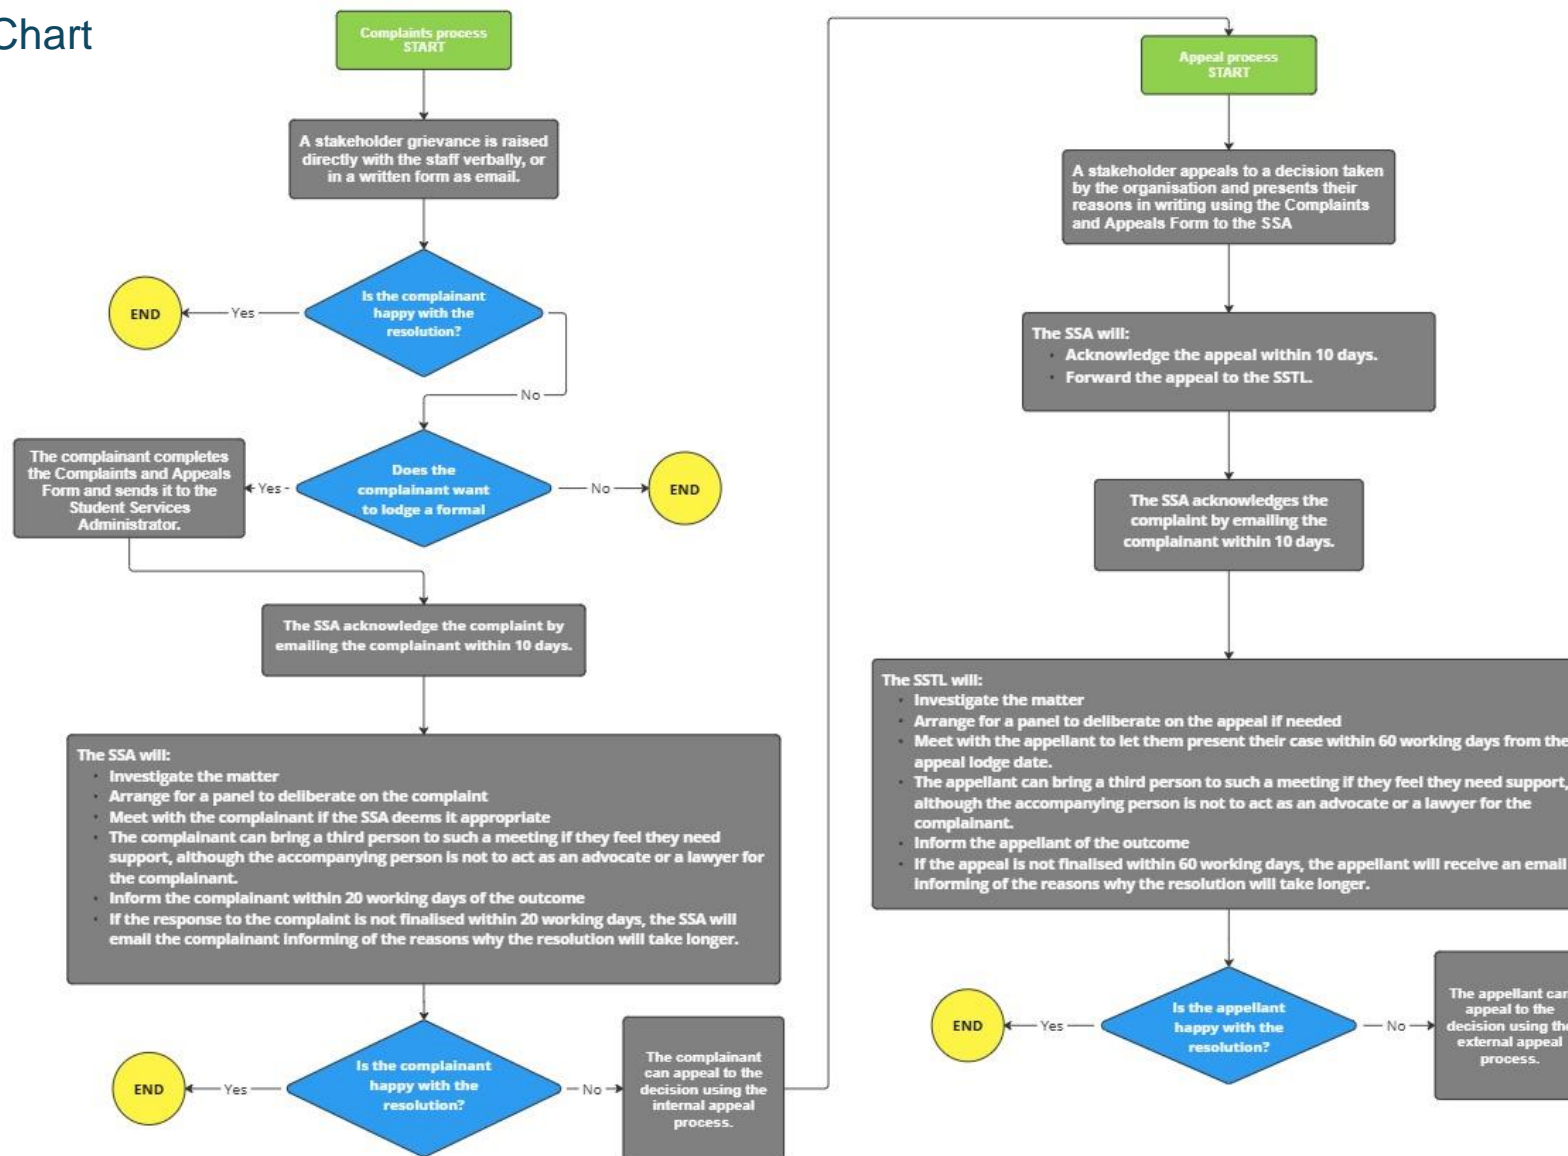 Chart
Complaints process
START
A stakeholder grievance is raised
directly with the staff verbally, or
in a written form as email.
Is the complainant
happy with the
resolution?
Yes
END
No
Does the
complainant want
to lodge a formal
Yes
The complainant completes
the Complaints and Appeals
Form and sends it to the
Student Services
Administrator.
No
END
The SSA acknowledge the complaint by
emailing the complainant within 10 days.
The SSA will:
· Investigate the matter
· Arrange for a panel to deliberate on the complaint
· Meet with the complainant if the SSA deems it appropriate
· The complainant can bring a third person to such a meeting if they feel they need
support, although the accompanying person is not to act as an advocate or a lawyer for
the complainant.
· Inform the complainant within 20 working days of the outcome
· If the response to the complaint is not finalised within 20 working days, the SSA will
email the complainant informing of the reasons why the resolution will take longer.
Is the complainant
happy with the
resolution?
Yes
END
No
The complainant
can appeal to the
decision using the
internal appeal
process.
Appeal process
START
A stakeholder appeals to a decision taken
by the organisation and presents their
reasons in writing using the Complaints
and Appeals Form to the SSA
The SSA will:
· Acknowledge the appeal within 10 days.
· Forward the appeal to the SSTL.
The SSA acknowledges the
complaint by emailing the
complainant within 10 days.
The SSTL will:
· Investigate the matter
· Arrange for a panel to deliberate on the appeal if needed
· Meet with the appellant to let them present their case within 60 working days from the
appeal lodge date.
· The appellant can bring a third person to such a meeting if they feel they need support,
although the accompanying person is not to act as an advocate or a lawyer for the
complainant.
· Inform the appellant of the outcome
· If the appeal is not finalised within 60 working days, the appellant will receive an email
informing of the reasons why the resolution will take longer.
Is the appellant
happy with the
resolution?
Yes
END
No
The appellant can
appeal to the
decision using the
external appeal
process.